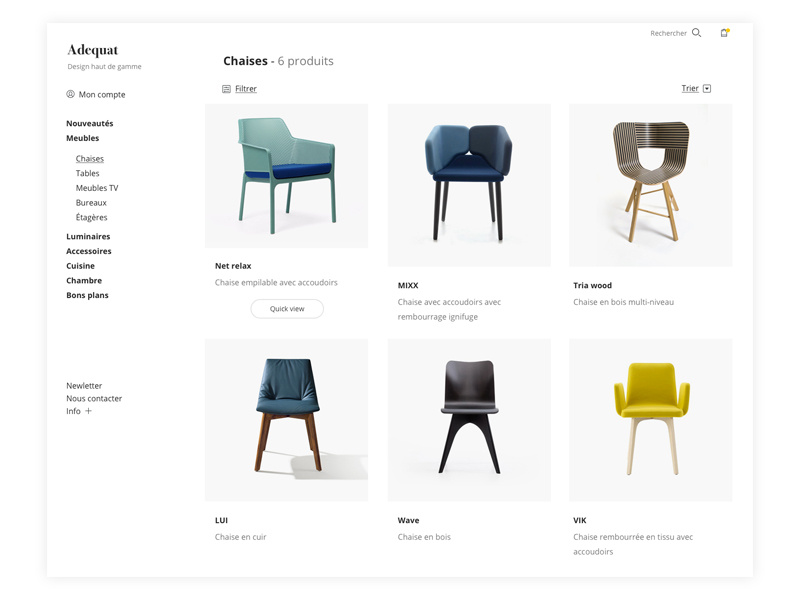 Rechercher
Adequat
Design haut de gamme
Chaises - 6 produits
Mon compte
Filtrer
Trier
Nouveautés
Meubles
Chaises
Tables
Meubles TV
Bureaux
Étagères
Luminaires
Accessoires
Cuisine
Chambre
Bons plans
Newletter
Nous contacter
Info +
Net relax
Chaise empilable avec accoudoirs
Quick view
MIXX
Chaise avec accoudoirs avec
rembourrage ignifuge
Tria wood
Chaise en bois multi-niveau
LUI
Chaise en cuir
Wave
Chaise en bois
VIK
Chaise rembourrée en tissu avec
accoudoirs